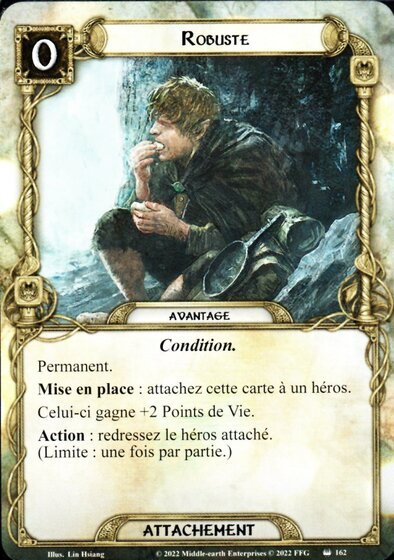 0
Robuste
AVANTAGE
Condition.
Permanent.
Mise en place : attachez cette carte à un héros.
Celui-ci gagne +2 Points de Vie.
Action : redressez le héros attaché.
(Limite : une fois par partie.)
ATTACHEMENT
Illus. Lin Hsiang © 2022 Middle-earth Enterprises © 2022 FFG 162